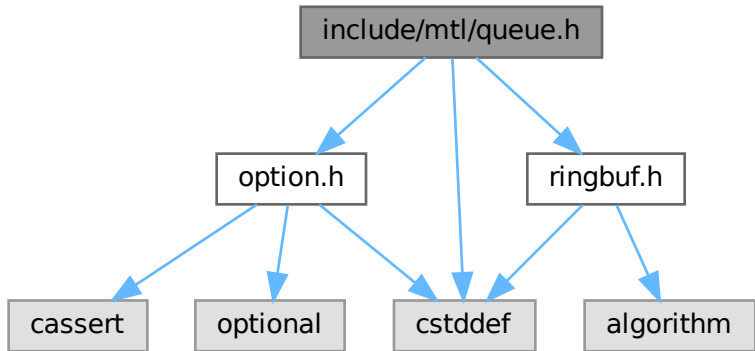 include/mtl/queue.h
option.h
ringbuf.h
cassert
optional
cstddef
algorithm